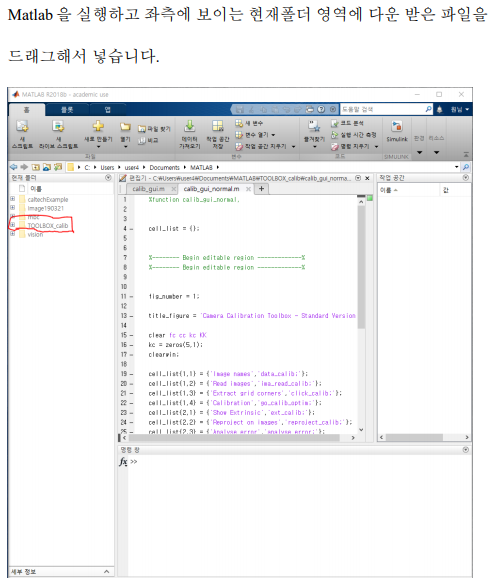 Matlab 을 실행하고 좌측에 보이는 현재폴더 영역에 다운 받은 파일을
드래그해서 넣습니다.
MATLAB R2018b - academic use
홈 플롯 앱
도움말 검색
새 스크립트
새 라이브 스크립트
새로 만들기
열기
파일 찾기
비교
데이터 가져오기
작업 공간 저장
새 변수
변수 열기
작업 공간 지우기
즐겨찾기
코드 분석
실행 시간 측정
명령 지우기
Simulink
환경
리소스
파일 변수 코드 SIMULINK
C: Users user4 Documents MATLAB
현재 폴더
이름
caltechExample
image190321
TOOLBOX_calib
vision
세부 정보
편집기 - C:\Users\user4\Documents\MATLAB\TOOLBOX_calib\calib_gui_norma...
calib_gui.m calib_gui_normal.m
1 %function calib_gui_normal,
2
3
4 cell_list = {};
5
6
7 %-------- Begin editable region -------------%
8 %-------- Begin editable region -------------%
9
10
11 fig_number = 1;
12
13 title_figure = 'Camera Calibration Toolbox - Standard Version
14
15 clear fc cc kc KK
16 kc = zeros(5,1);
17 clearwin;
18
19 cell_list{1,1} = {'Image names','data_calib;'};
20 cell_list{1,2} = {'Read images','ima_read_calib;'};
21 cell_list{1,3} = {'Extract grid corners','click_calib;'};
22 cell_list{1,4} = {'Calibration','go_calib_optim;'};
23 cell_list{2,1} = {'Show Extrinsic','ext_calib;'};
24 cell_list{2,2} = {'Reproject on images','reproject_calib;'};
25 cell_list{2,3} = {'Analyse error','analyse_error;'};
명령 창
fx >>
작업 공간
이름 값